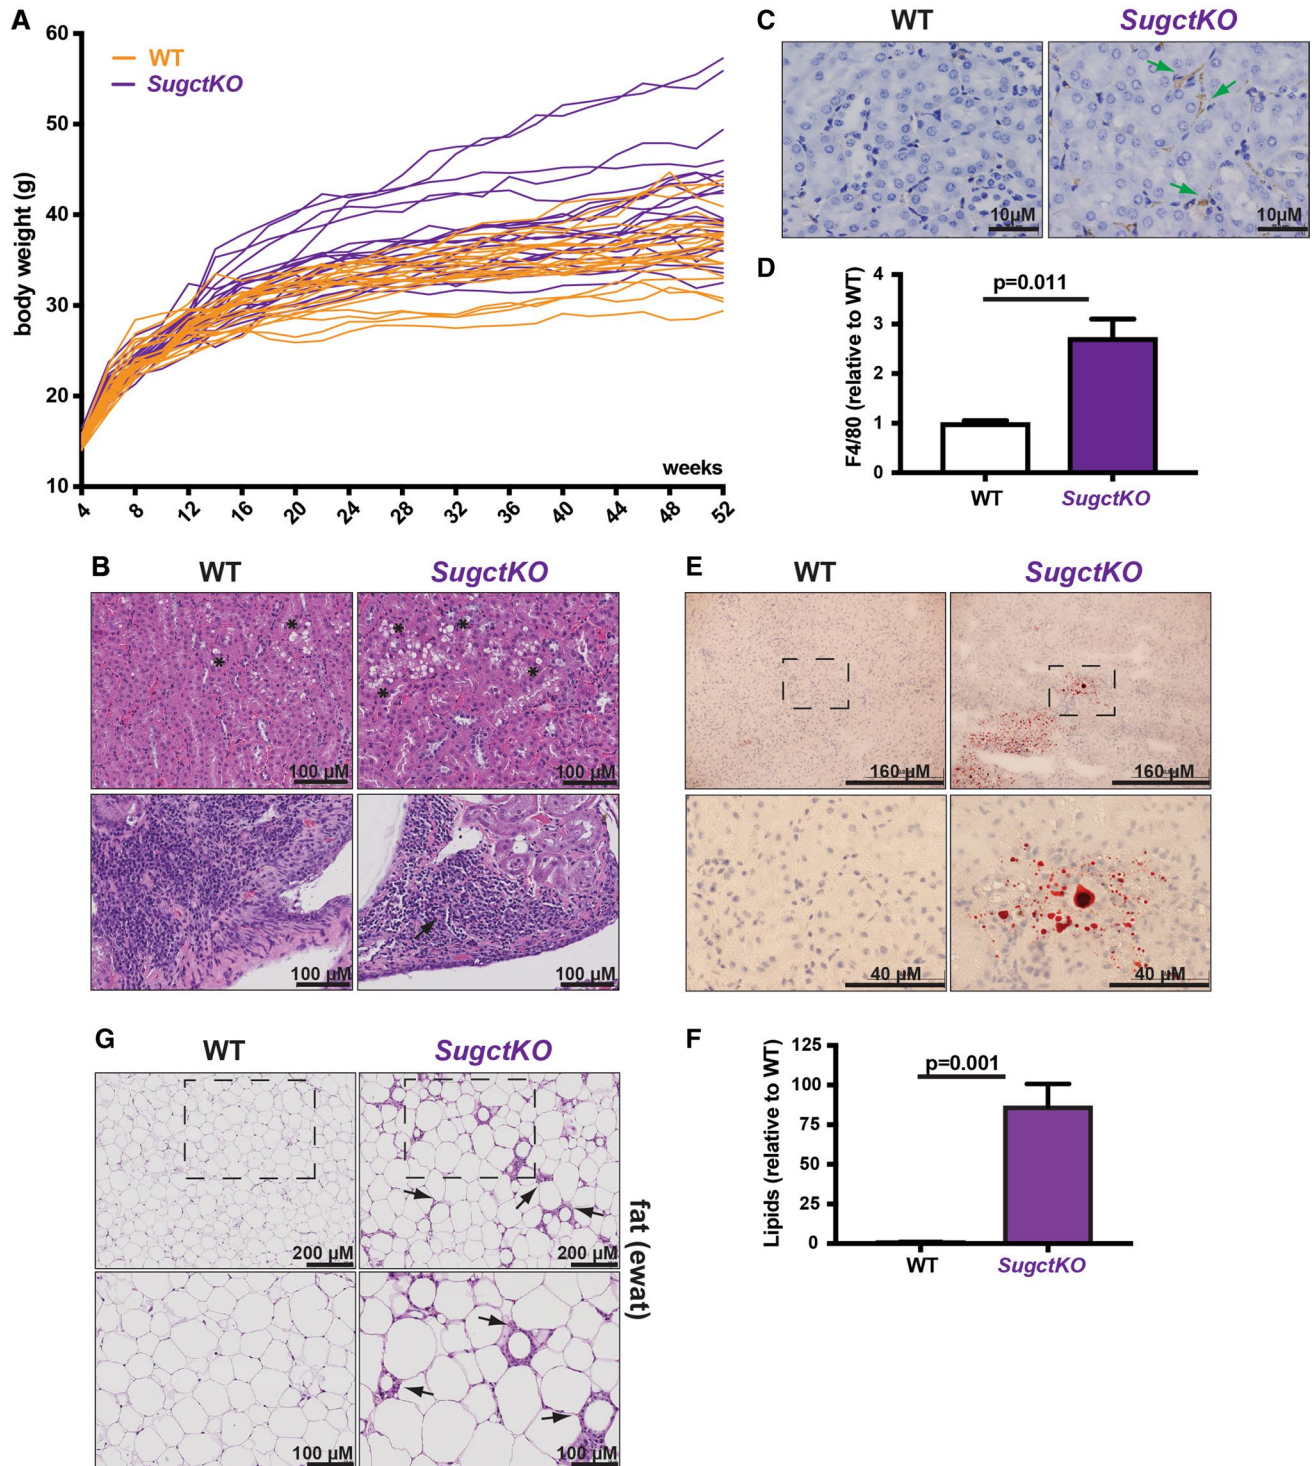 A
60
50
40
30
20
10
body weight (g)
WT
SugctKO
weeks
4 8 12 16 20 24 28 32 36 40 44 48 52
C
WT SugctKO
10µM 10µM
D
4
3
2
1
0
F4/80 (relative to WT)
p=0.011
WT SugctKO
B
WT SugctKO
100 µM 100 µM
100 µM 100 µM
E
WT SugctKO
160 µM 160 µM
40 µM 40 µM
G
WT SugctKO
200 µM 200 µM
100 µM 100 µM
fat (ewat)
F
125
100
75
50
25
0
Lipids (relative to WT)
p=0.001
WT SugctKO